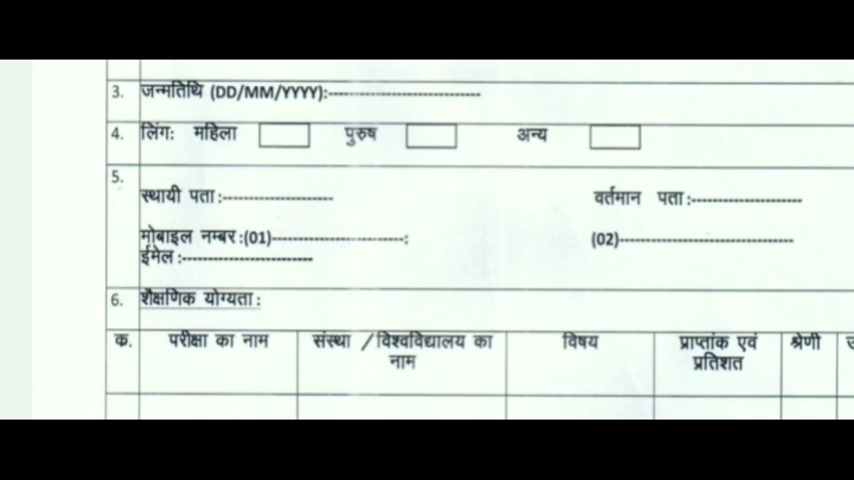 3. जन्मतिथि (DD/MM/YYYY):---------------------------
4. लिंग: महिला पुरुष अन्य
5.
स्थायी पता :-------------------- वर्तमान पता :--------------------
मोबाइल नम्बर :(01)------------------------: (02)-------------------------------
ईमेल :------------------------
6. शैक्षणिक योग्यता :
क. परीक्षा का नाम संस्था / विश्वविद्यालय का नाम विषय प्राप्तांक एवं प्रतिशत श्रेणी